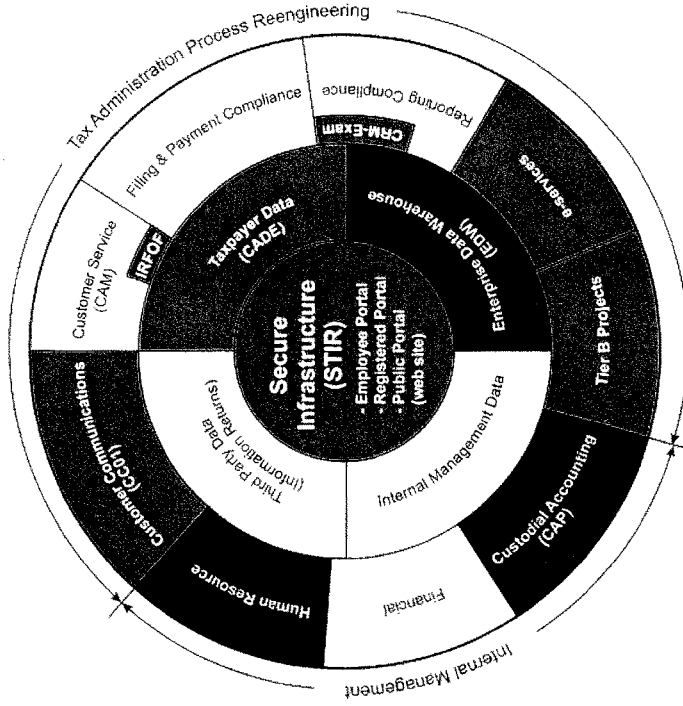 Tax Administration Process Reengineering
Customer Service
(CAM)
Filing & Payment Compliance
Reporting Compliance
IRFOF
CRM-Exam
e-services
Tier B Projects
Customer Communications
(CC01)
Taxpayer Data
(CADE)
Enterprise Data Warehouse
(EDW)
Third Party Data
(Information Returns)
Internal Management Data
Secure
Infrastructure
(STIR)
- Employee Portal
- Registered Portal
- Public Portal
(web site)
Human Resource
Financial
Custodial Accounting
(CAP)
Internal Management